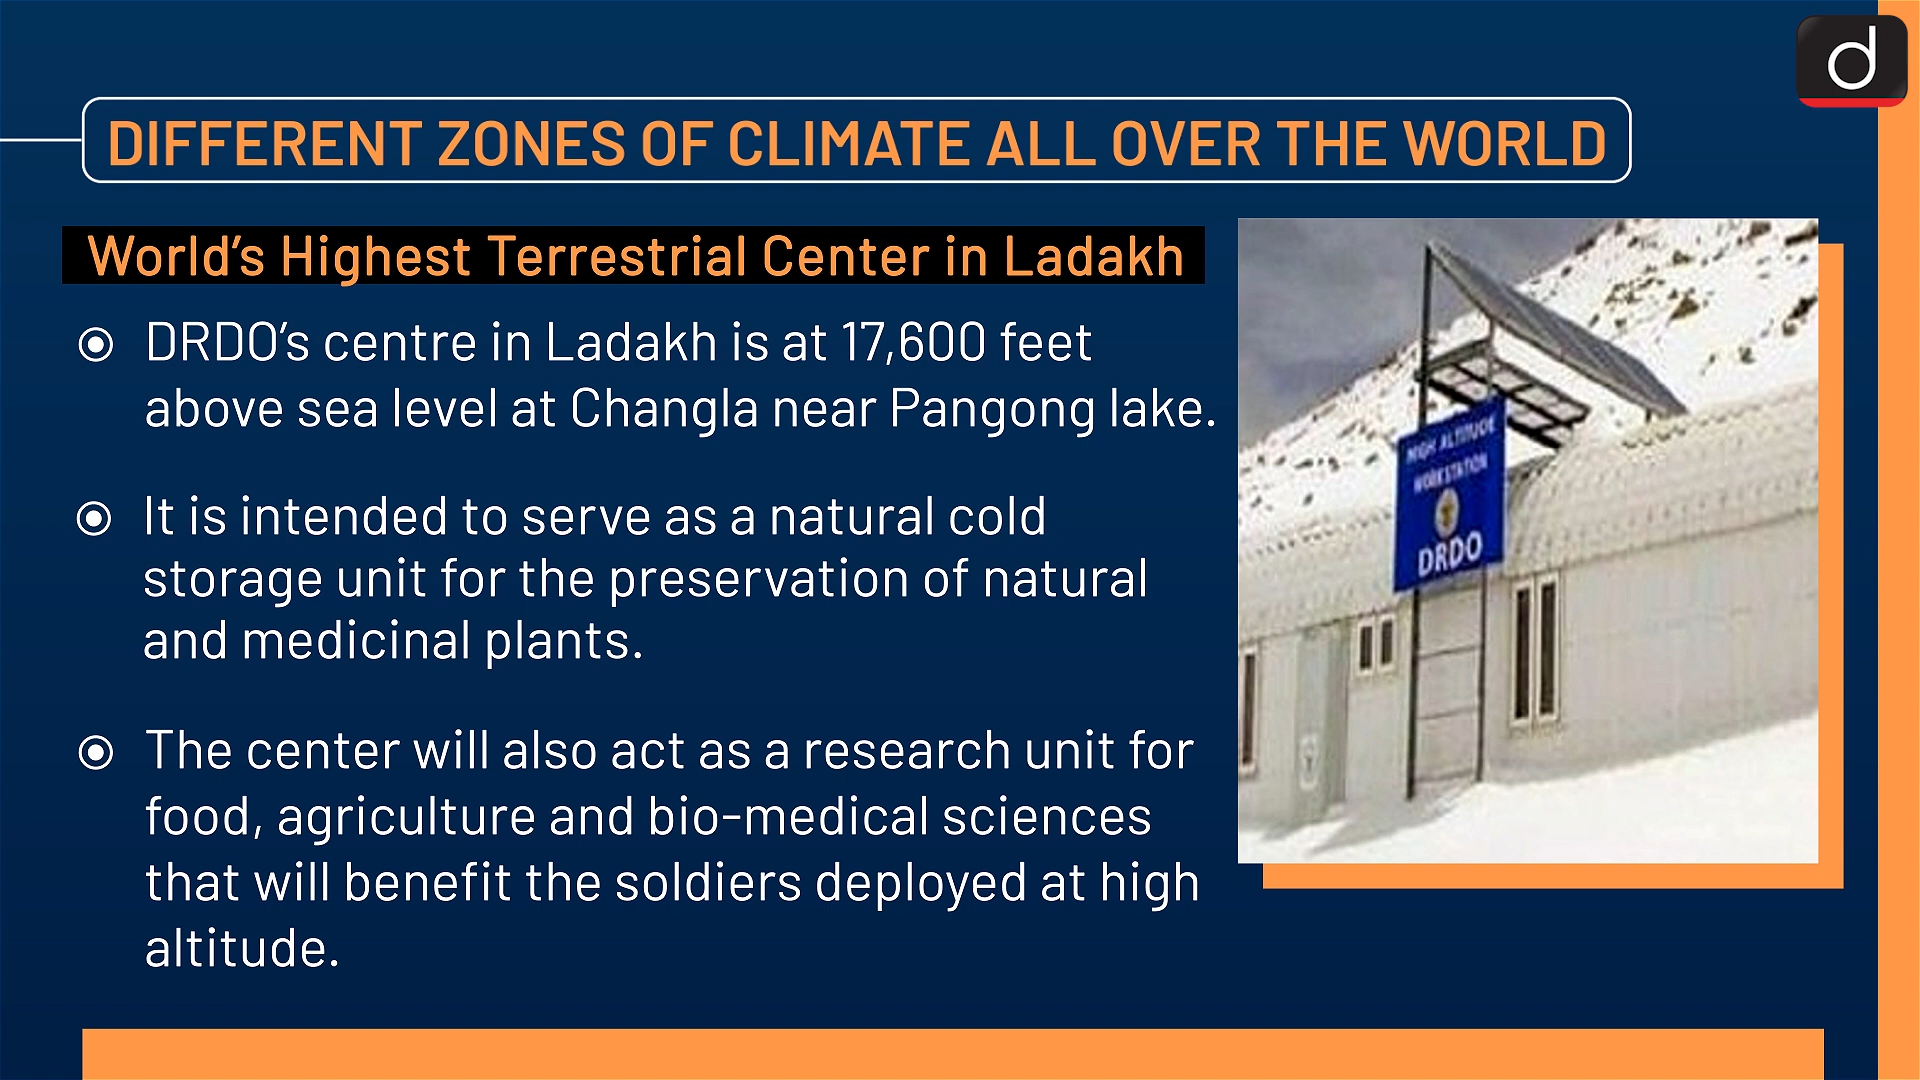 d
DIFFERENT ZONES OF CLIMATE ALL OVER THE WORLD
World's Highest Terrestrial Center in Ladakh
DRDO's centre in Ladakh is at 17,600 feet
above sea level at Changla near Pangong lake.
It is intended to serve as a natural cold
storage unit for the preservation of natural
and medicinal plants.
The center will also act as a research unit for
food, agriculture and bio-medical sciences
that will benefit the soldiers deployed at high
altitude.
HIGH ALTITUDE
WORKSTATION
DRDO